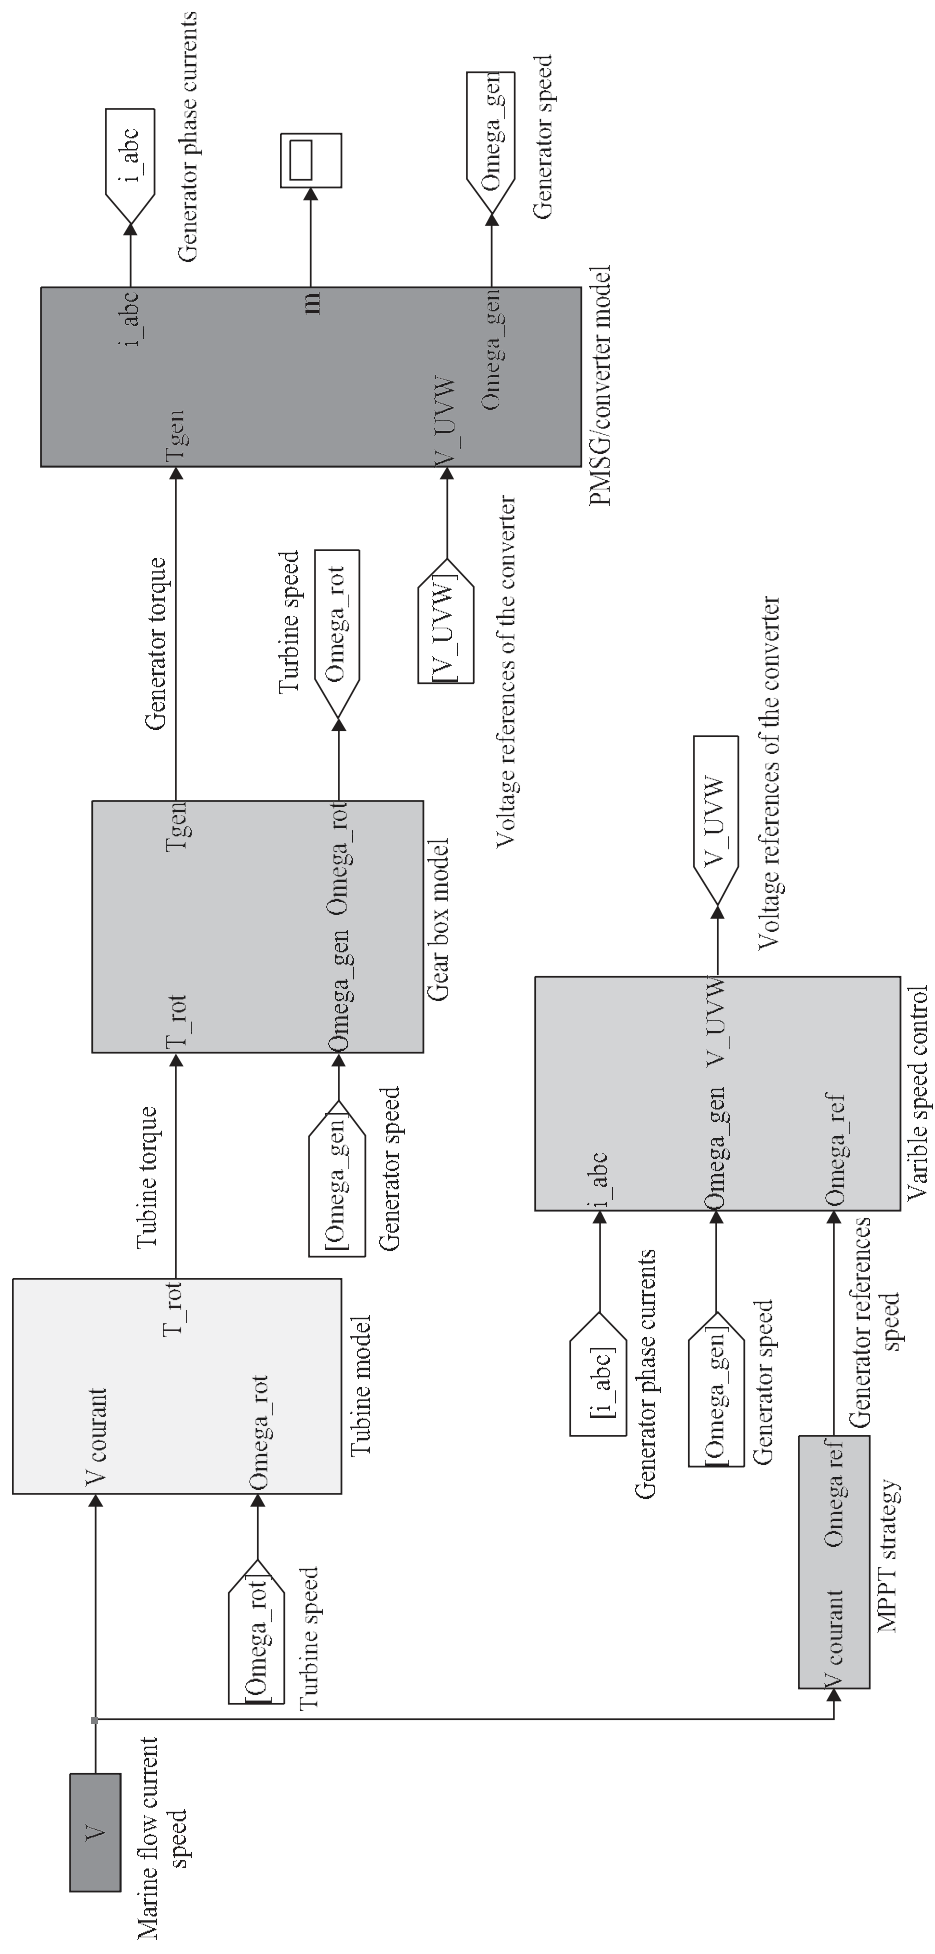 V
Marine flow current
speed
V courant
T_rot
Omega_rot
Tubine model
[Omega_rot]
Turbine speed
Tubine torque
T_rot
Tgen
Omega_gen
Omega_rot
Gear box model
[Omega_gen]
Generator speed
Generator torque
Turbine speed
Omega_rot
Tgen
i_abc
m
V_UVW
Omega_gen
PMSG/converter model
[V_UVW]
Voltage references of the converter
i_abc
Generator phase currents
Omega_gen
Generator speed
V courant
Omega ref
MPPT strategy
Generator references
speed
[i_abc]
Generator phase currents
[Omega_gen]
Generator speed
i_abc
Omega_gen
V_UVW
Omega_ref
Varible speed control
V_UVW
Voltage references of the converter